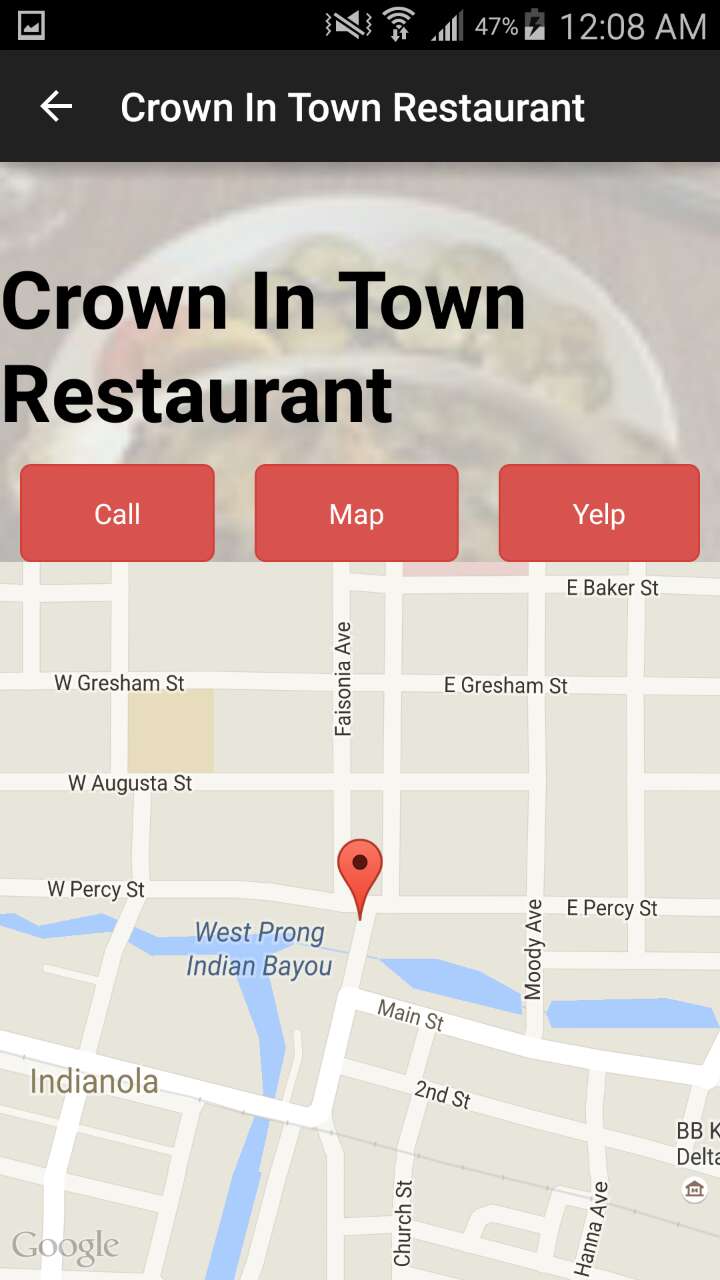 47% 12:08 AM
Crown In Town Restaurant
Crown In Town
Restaurant
Call Map Yelp
E Baker St
Faisonia Ave
W Gresham St
E Gresham St
W Augusta St
W Percy St
E Percy St
West Prong
Indian Bayou
Moody Ave
Main St
Indianola
2nd St
BB K
Delta
Church St
Hanna Ave
Google